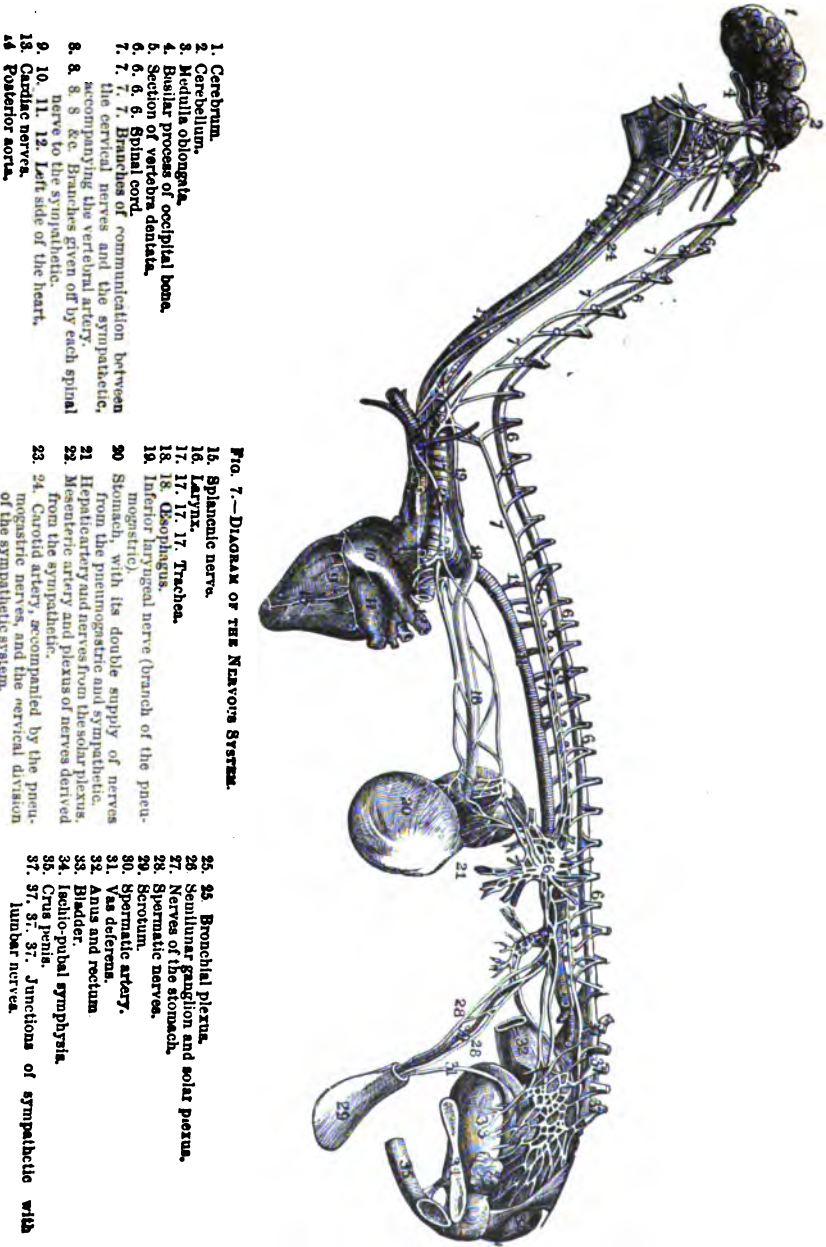 FIG. 7.—DIAGRAM OF THE NERVOUS SYSTEM.
1. Cerebrum.
2. Cerebellum.
3. Medulla oblongata.
4. Basilar process of occipital bone.
5. Section of vertebra dentata.
6. 6. 6. 6. Spinal cord.
7. 7. 7. 7. Branches of communication between
the cervical nerves and the sympathetic,
accompanying the vertebral artery.
8. 8. 8. 8 &c. Branches given off by each spinal
nerve to the sympathetic.
9. 10. 11. 12. Left side of the heart.
13. Cardiac nerves.
14 Posterior aorta.
15. Splancnic nerve.
16. Larynx.
17. 17. 17. 17. Trachea.
18. 18. Œsophagus.
19. Inferior laryngeal nerve (branch of the pneu-
mogastric).
20 Stomach, with its double supply of nerves
from the pneumogastric and sympathetic.
21 Hepatic artery and nerves from the solar plexus.
22. Mesenteric artery and plexus of nerves derived
from the sympathetic.
23. 24. Carotid artery, accompanied by the pneu-
mogastric nerves, and the cervical division
of the sympathetic system.
25. 25. Bronchial plexus.
26 Semilunar ganglion and solar plexus.
27. Nerves of the stomach.
28. Spermatic nerves.
29. Scrotum.
30. Spermatic artery.
31. Vas deferens.
32. Anus and rectum
33. Bladder.
34. Ischio-pubal symphysis.
35. Crus penis.
37. 37. 37. 37. Junctions of sympathetic with
lumbar nerves.